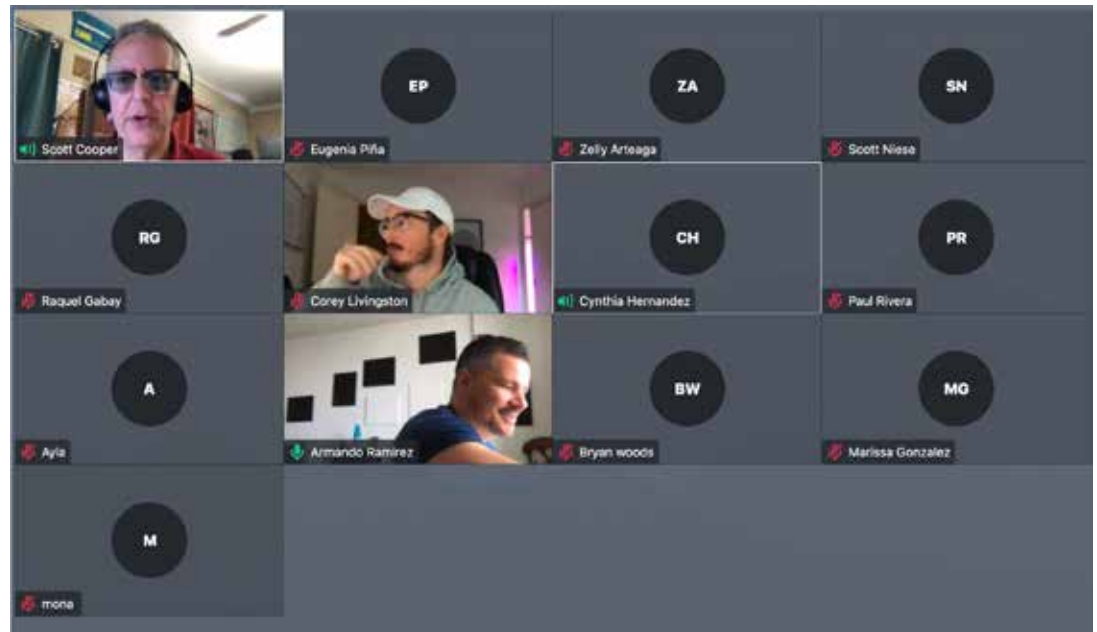 Scott Cooper
EP
Eugenia Piña
ZA
Zelly Arteaga
SN
Scott Niese
RG
Raquel Gabay
Corey Livingston
CH
Cynthia Hernandez
PR
Paul Rivera
A
Ayla
Armando Ramirez
BW
Bryan woods
MG
Marissa Gonzalez
M
mona